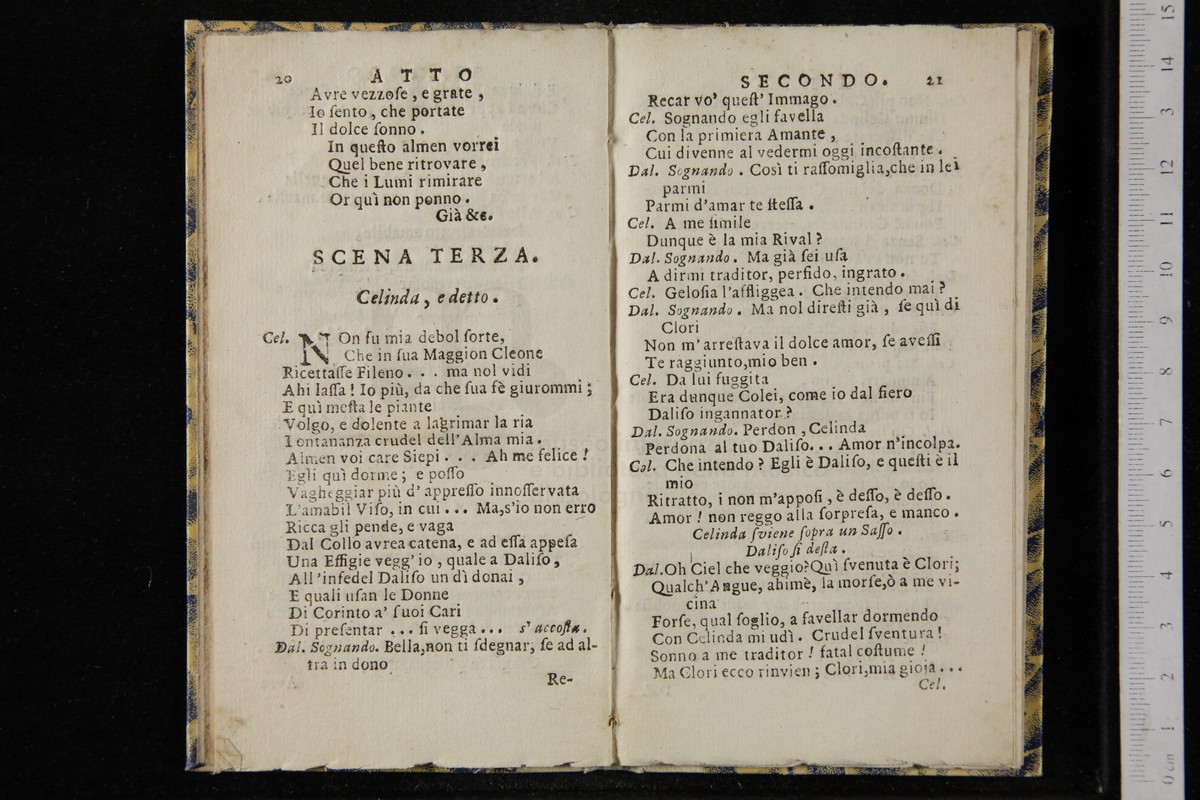 20
ATTO
Avre vezzose, e grate,
Io ſento, che portate
Il dolce ſonno.
In queſto almen vorrei
Quel bene ritrovare,
Che i Lumi rimirare
Or quì non ponno.
Già &c.
SCENA TERZA.
Celinda, e detto.
Cel. NOn fu mia debol ſorte,
Che in ſua Maggion Cleone
Ricettaſſe Fileno... ma nol vidi
Ahi laſſa! Io più, da che ſua fè giurommi;
E quì meſta le piante
Volgo, e dolente a lagrimar la ria
Lontananza crudel dell'Alma mia.
Almen voi care Siepi... Ah me felice!
Egli quì dorme; e poſſo
Vagheggiar più d'appreſſo innoſſervata
L'amabil Viſo, in cui... Ma,s'io non erro
Ricca gli pende, e vaga
Dal Collo avrea catena, e ad eſſa appeſa
Una Effigie vegg'io, quale a Daliſo,
All'infedel Daliſo un dì donai,
E quali uſan le Donne
Di Corinto a' ſuoi Cari
Di preſentar... ſi vegga... s'accoſta.
Dal. Sognando. Bella,non ti ſdegnar, ſe ad al-
tra in dono
Re-
SECONDO.
21
Recar vo' queſt' Immago.
Cel. Sognando egli favella
Con la primiera Amante,
Cui divenne al vedermi oggi incoſtante.
Dal. Sognando. Così ti raſſomiglia,che in lei
parmi
Parmi d'amar te ſteſſa.
Cel. A me ſimile
Dunque è la mia Rival?
Dal. Sognando. Ma già ſei uſa
A dirmi traditor, perfido, ingrato.
Cel. Geloſia l'affliggea. Che intendo mai?
Dal. Sognando. Ma nol direſti già, ſe quì di
Clori
Non m'arreſtava il dolce amor, ſe aveſſi
Te raggiunto,mio ben.
Cel. Da lui fuggita
Era dunque Colei, come io dal fiero
Daliſo ingannator?
Dal. Sognando. Perdon, Celinda
Perdona al tuo Daliſo... Amor n'incolpa.
Cel. Che intendo? Egli è Daliſo, e queſti è il
mio
Ritratto, i non m'appoſi, è deſſo, è deſſo.
Amor! non reggo alla ſorpreſa, e manco.
Celinda ſviene ſopra un Saſſo.
Daliſo ſi deſta.
Dal.Oh Ciel che veggio?Quì ſvenuta è Clori;
Qualch'Angue, ahimè, la morſe,ò a me vi-
cina
Forſe, qual ſoglio, a favellar dormendo
Con Celinda mi udì. Crudel ſventura!
Sonno a me traditor! fatal coſtume!
Ma Clori ecco rinvien; Clori,mia gioja...
Cel.